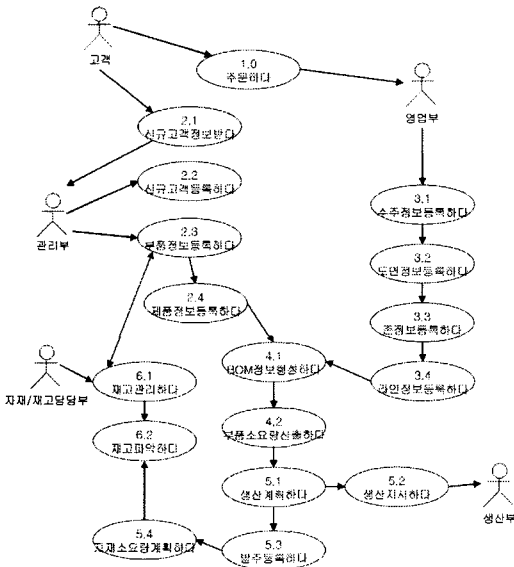 고객
1.0
주문하다
영업부
2.1
신규고객정보받다
2.2
신규고객등록하다
관리부
2.3
부품정보등록하다
2.4
제품정보등록하다
3.1
수주정보등록하다
3.2
도면정보등록하다
3.3
존정보등록하다
3.4
라인정보등록하다
4.1
BOM정보형성하다
자재/재고담당부
6.1
재고관리하다
4.2
부품소요량산출하다
6.2
재고파악하다
5.1
생산계획하다
5.2
생산지시하다
생산부
5.4
자재소요량계획하다
5.3
발주등록하다